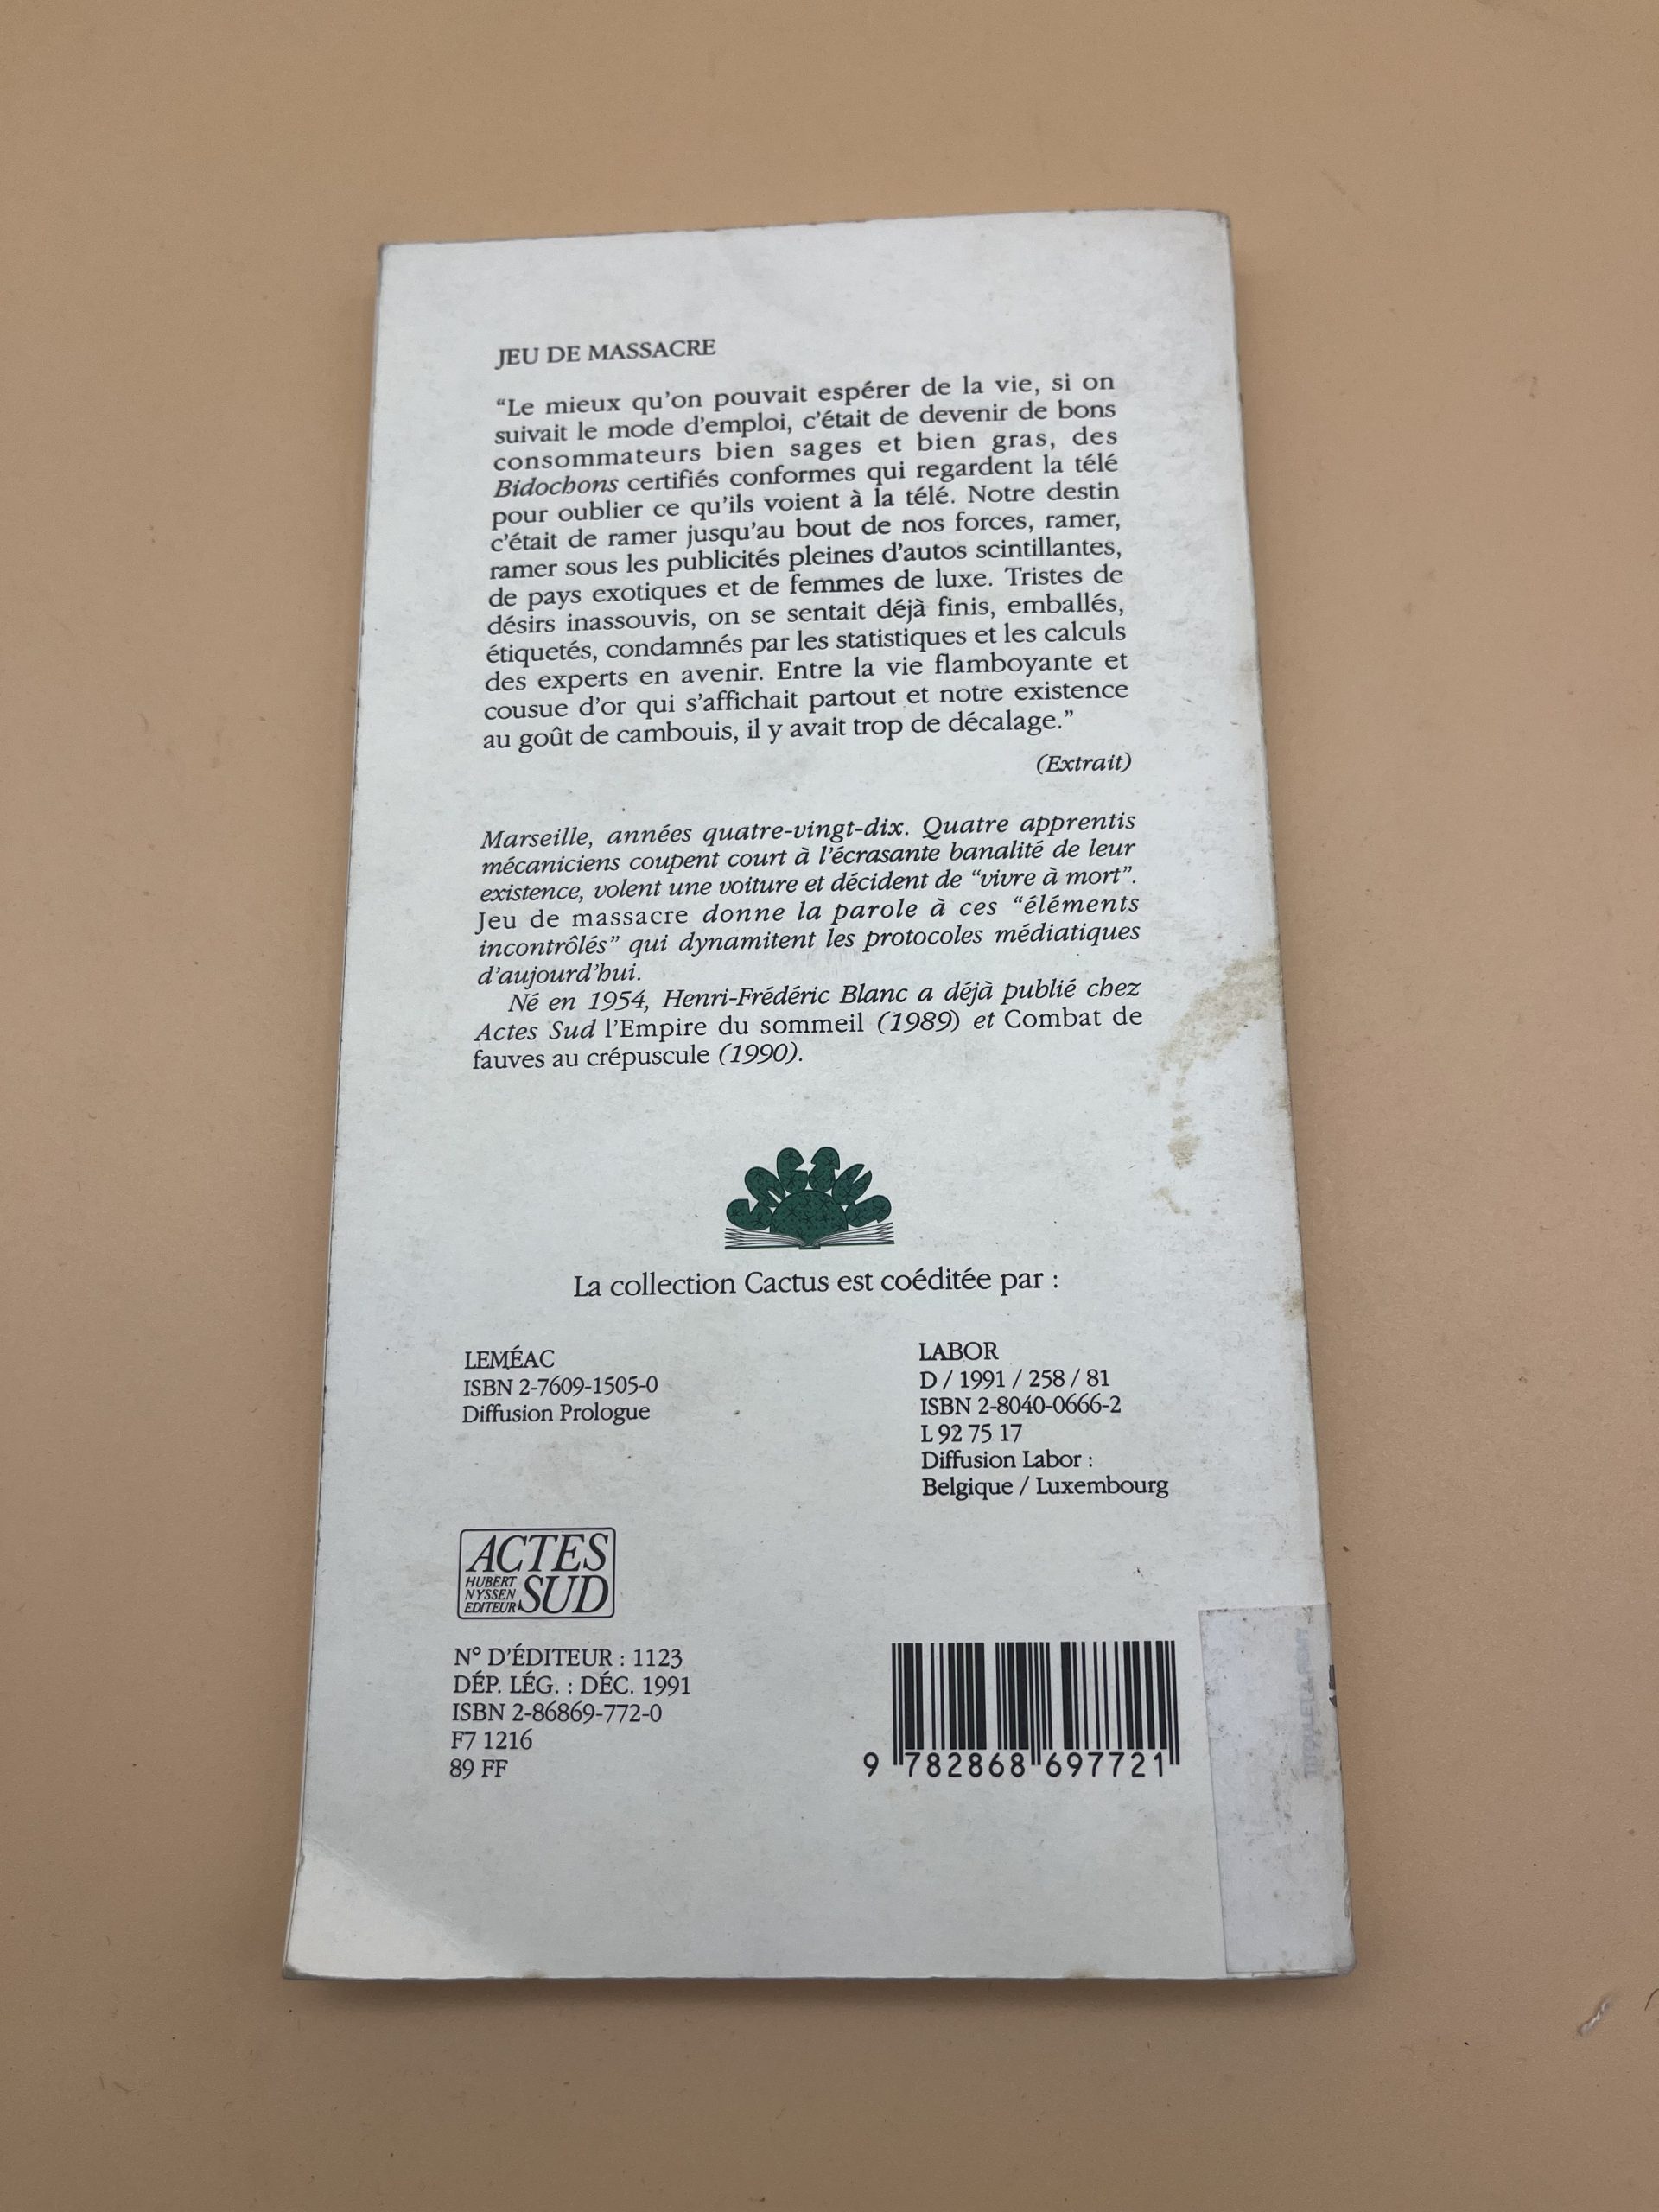 JEU DE MASSACRE
“Le mieux qu’on pouvait espérer de la vie, si on
suivait le mode d’emploi, c’était de devenir de bons
consommateurs bien sages et bien gras, des
Bidochons certifiés conformes qui regardent la télé
pour oublier ce qu’ils voient à la télé. Notre destin
c’était de ramer jusqu’au bout de nos forces, ramer,
ramer sous les publicités pleines d’autos scintillantes,
de pays exotiques et de femmes de luxe. Tristes de
désirs inassouvis, on se sentait déjà finis, emballés,
étiquetés, condamnés par les statistiques et les calculs
des experts en avenir. Entre la vie flamboyante et
cousue d’or qui s’affichait partout et notre existence
au goût de cambouis, il y avait trop de décalage.”
(Extrait)
Marseille, années quatre-vingt-dix. Quatre apprentis
mécaniciens coupent court à l’écrasante banalité de leur
existence, volent une voiture et décident de “vivre à mort”.
Jeu de massacre donne la parole à ces “éléments
incontrôlés” qui dynamitent les protocoles médiatiques
d’aujourd’hui.
Né en 1954, Henri-Frédéric Blanc a déjà publié chez
Actes Sud l’Empire du sommeil (1989) et Combat de
fauves au crépuscule (1990).
La collection Cactus est coéditée par :
LEMÉAC
ISBN 2-7609-1505-0
Diffusion Prologue
LABOR
D / 1991 / 258 / 81
ISBN 2-8040-0666-2
L 92 75 17
Diffusion Labor :
Belgique / Luxembourg
ACTES
HUBERT
NYSSEN
EDITEUR
SUD
N° D’ÉDITEUR : 1123
DÉP. LÉG. : DÉC. 1991
ISBN 2-86869-772-0
F7 1216
89 FF
9 782868 697721